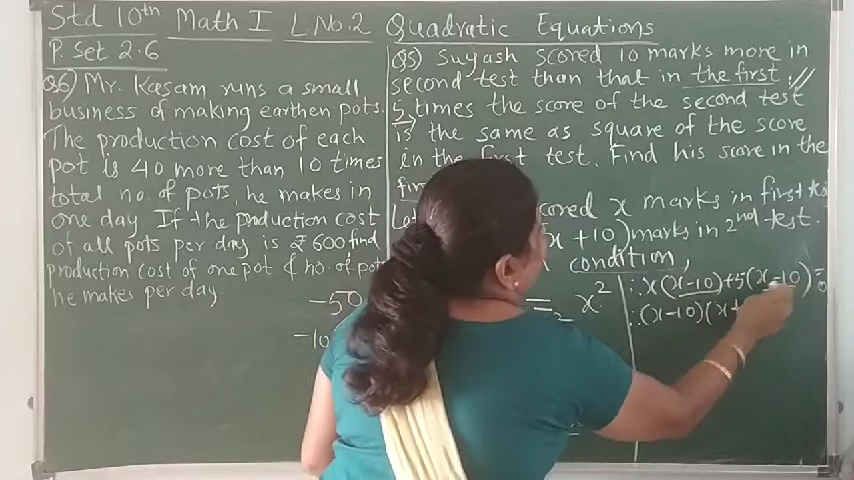 Std 10th Math I L.No.2 Quadratic Equations
P. Set 2.6
Q6) Mr. Kasam runs a small
business of making earthen pots.
The production cost of each
pot is 40 more than 10 times
total no. of pots, he makes in
one day. If the production cost
of all pots per day is ₹600 find
production cost of one pot & no. of pot
he makes per day.
Q5) Suyash scored 10 marks more in
second test than that in the first.
5 times the score of the second test
is the same as square of the score
in the first test. Find his score in the
scored x marks in first
x+10) marks in 2nd test.
condition,
-50
= x²
-10
∴ x(x-10)+5(x-10)=0
∴ (x-10)(x+